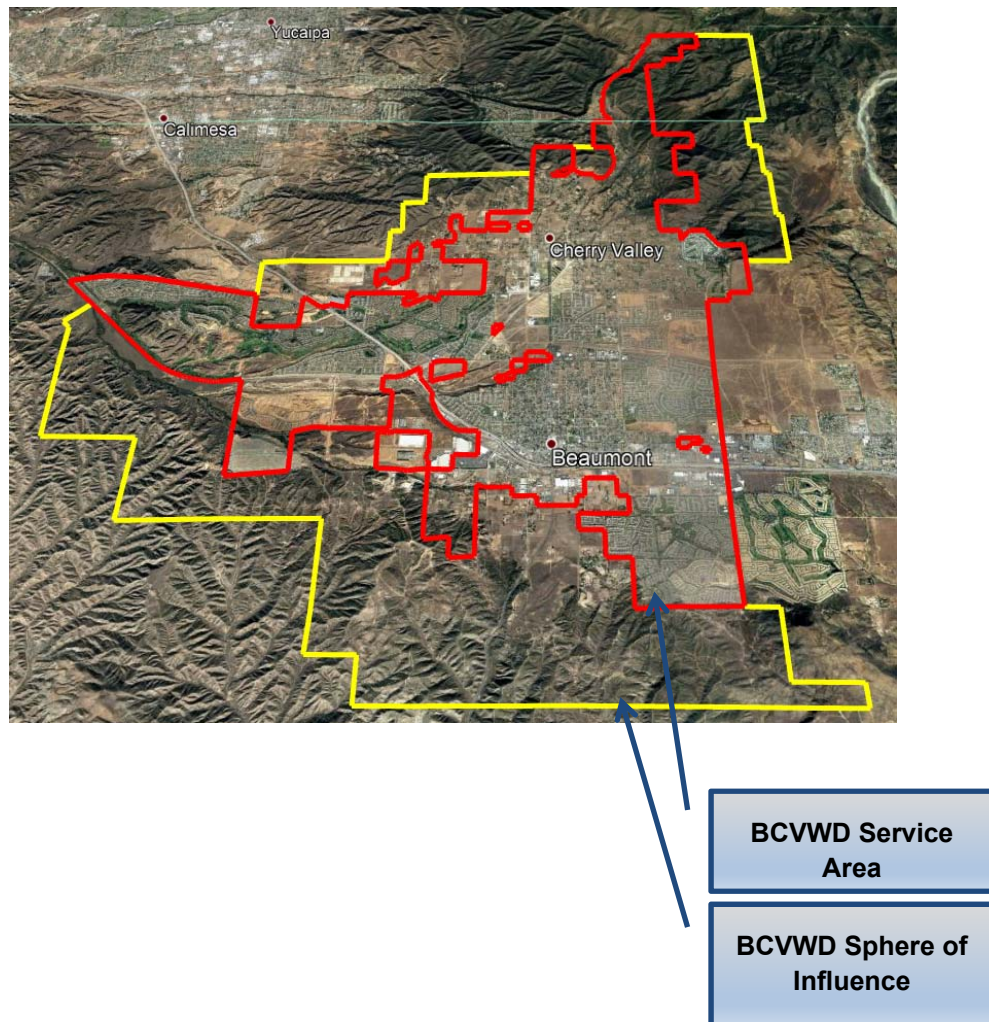 Yucaipa
Calimesa
Cherry Valley
Beaumont
BCVWD Service
Area
BCVWD Sphere of
Influence